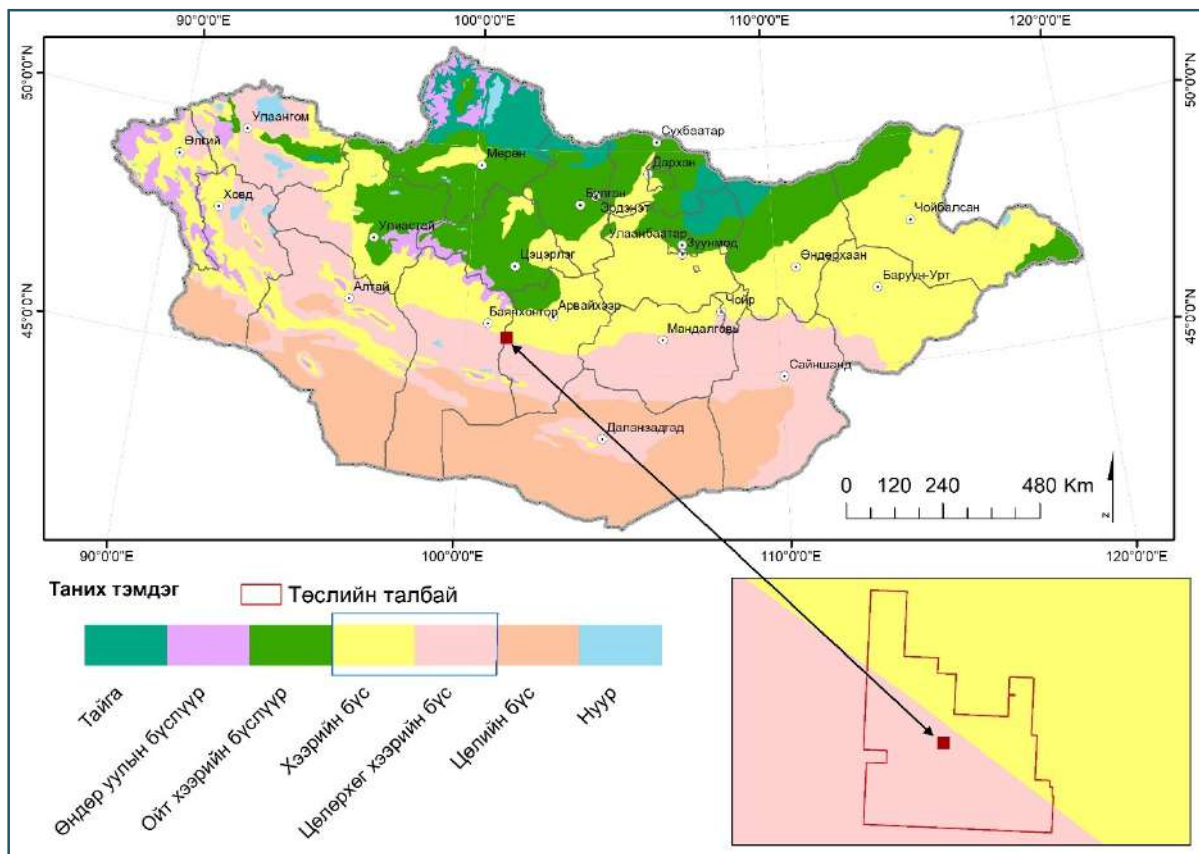 90°0'0"E
100°0'0"E
110°0'0"E
120°0'0"E
50°0'0"N
50°0'0"N
45°0'0"N
45°0'0"N
Улаангом
Өлгий
Ховд
Мөрөн
Сүхбаатар
Дархан
Булган
Эрдэнэт
Улиастай
Улаанбаатар
Зуунмод
Чойбалсан
Цэцэрлэг
Өндөрхаан
Баруун-Урт
Алтай
Арвайхээр
Баянхонгор
Чойр
Мандалговь
Сайншанд
Даланзадгад
0 120 240 480 Km
N
90°0'0"E
100°0'0"E
110°0'0"E
120°0'0"E
Таних тэмдэг
Төслийн талбай
Тайга
Өндөр уулын бүслүүр
Ойт хээрийн бүслүүр
Хээрийн бүс
Цөлөрхөг хээрийн бүс
Цөлийн бүс
Нуур